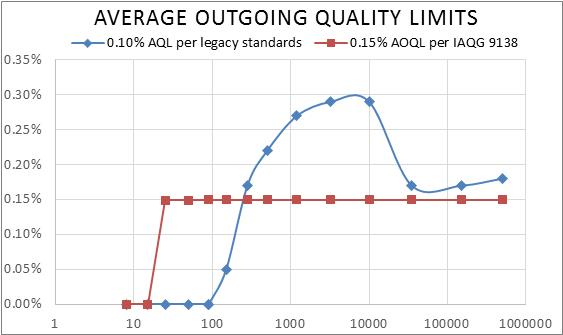 AVERAGE OUTGOING QUALITY LIMITS
0.10% AQL per legacy standards 0.15% AOQL per IAQG 9138
0.35%
0.30%
0.25%
0.20%
0.15%
0.10%
0.05%
0.00%
1 10 100 1000 10000 100000 1000000